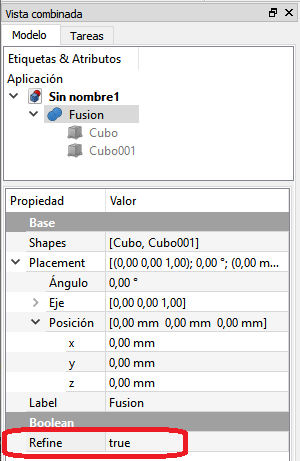 Vista combinada
Modelo Tareas
Etiquetas & Atributos
Aplicación
Sin nombre1
Fusion
Cubo
Cubo001
Propiedad Valor
Base
Shapes [Cubo, Cubo001]
Placement [(0,00 0,00 1,00); 0,00 °; (0,00 m...
Ángulo 0,00 °
Eje [0,00 0,00 1,00]
Posición [0,00 mm 0,00 mm 0,00 mm]
x 0,00 mm
y 0,00 mm
z 0,00 mm
Label Fusion
Boolean
Refine true